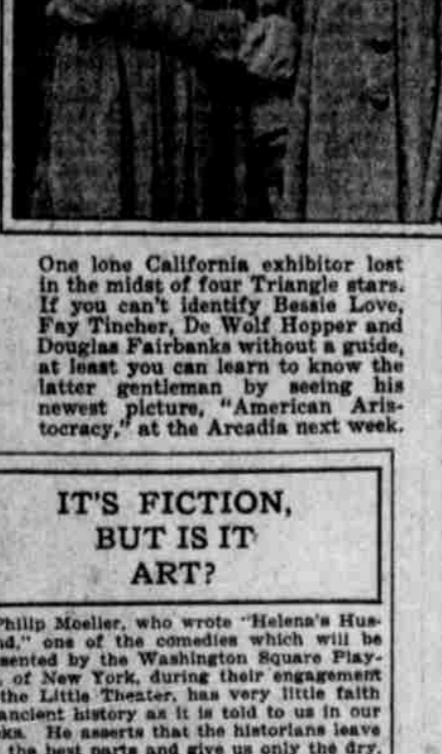 One lone California exhibitor lost
in the midst of four Triangle stars.
If you can't identify Bessie Love,
Fay Tincher, De Wolf Hopper and
Douglas Fairbanks without a guide,
at least you can learn to know the
latter gentleman by seeing his
newest picture, "American Aris-
tocracy," at the Arcadia next week.
IT'S FICTION,
BUT IS IT
ART?
Philip Moeller, who wrote "Helena's Hus-
nd," one of the comedies which will be
sented by the Washington Square Play-
of New York, during their engagement
the Little Theater, has very little faith
ancient history as it is told to us in our
ks. He asserts that the historians leave
the best parts and give us only the dry,